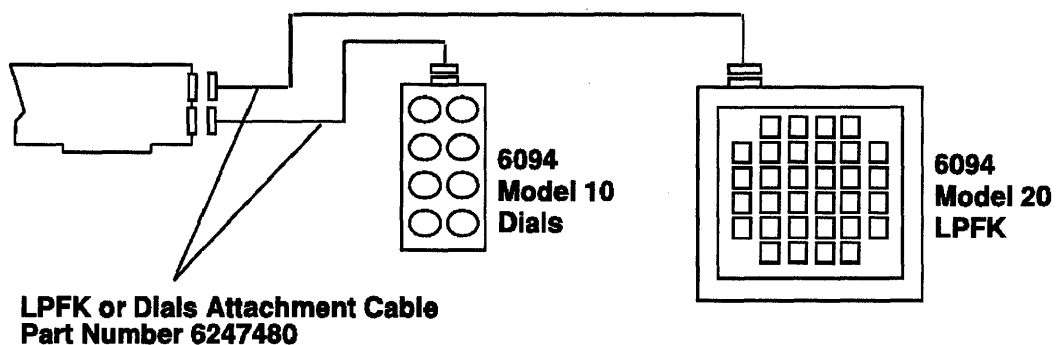 6094
Model 10
Dials
6094
Model 20
LPFK
LPFK or Dials Attachment Cable
Part Number 6247480